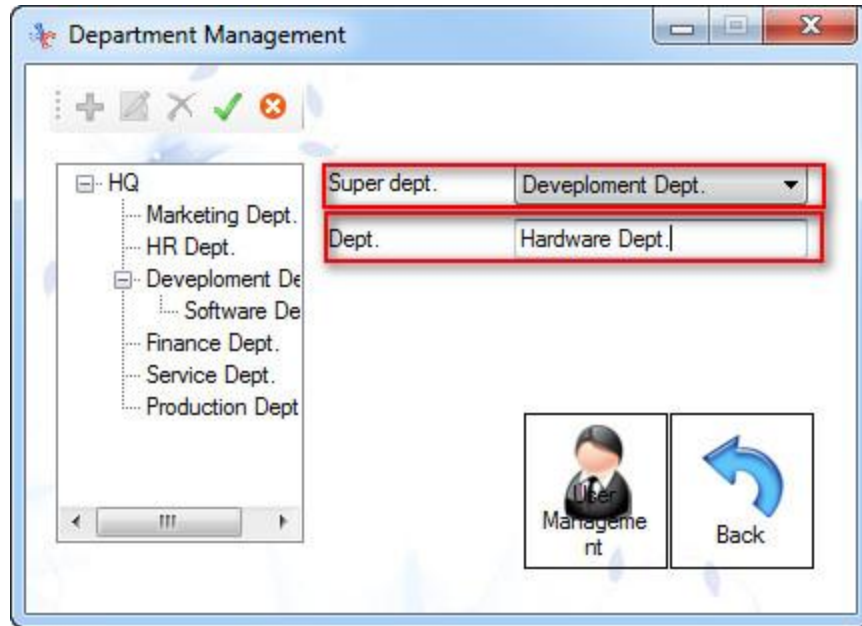 Department Management
HQ
Marketing Dept.
HR Dept.
Deveploment De
Software De
Finance Dept.
Service Dept.
Production Dept
Super dept.
Deveploment Dept.
Dept.
Hardware Dept.
User
Manageme
nt
Back